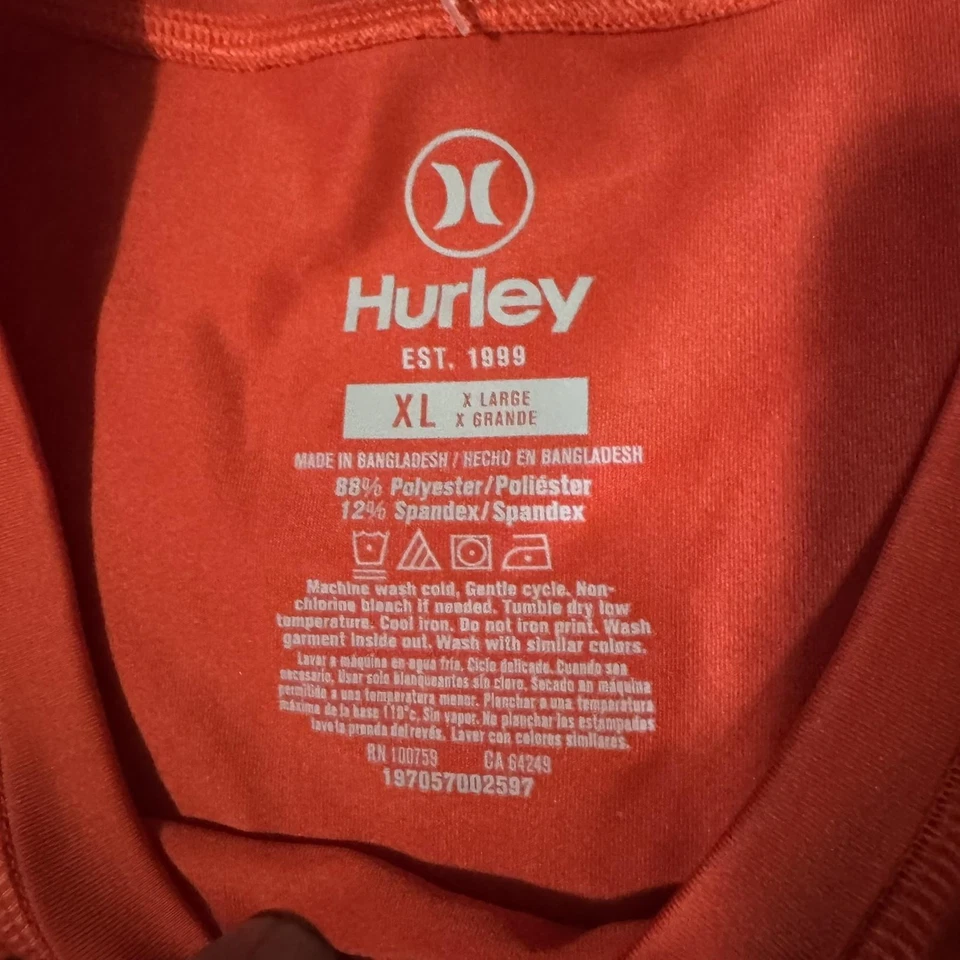 Hurley
EST. 1999
XL X LARGE
X GRANDE
MADE IN BANGLADESH / HECHO EN BANGLADESH
88% Polyester/Poliéster
12% Spandex/Spandex
Machine wash cold, Gentle cycle. Non-
chlorine bleach if needed. Tumble dry low
temperature. Cool iron. Do not iron print. Wash
garment inside out. Wash with similar colors.
Lavar a máquina en agua fría. Ciclo delicado. Cuando sea
necesario, Usar solo blanqueantes sin cloro. Secado en máquina
permitido a una temperatura menor. Planchar a una temperatura
máxima de la base 110°c, Sin vapor. No planchar las estampadas
lave la prenda del revés. Lavar con colores similares.
RN 100759 CA 64249
197057002597